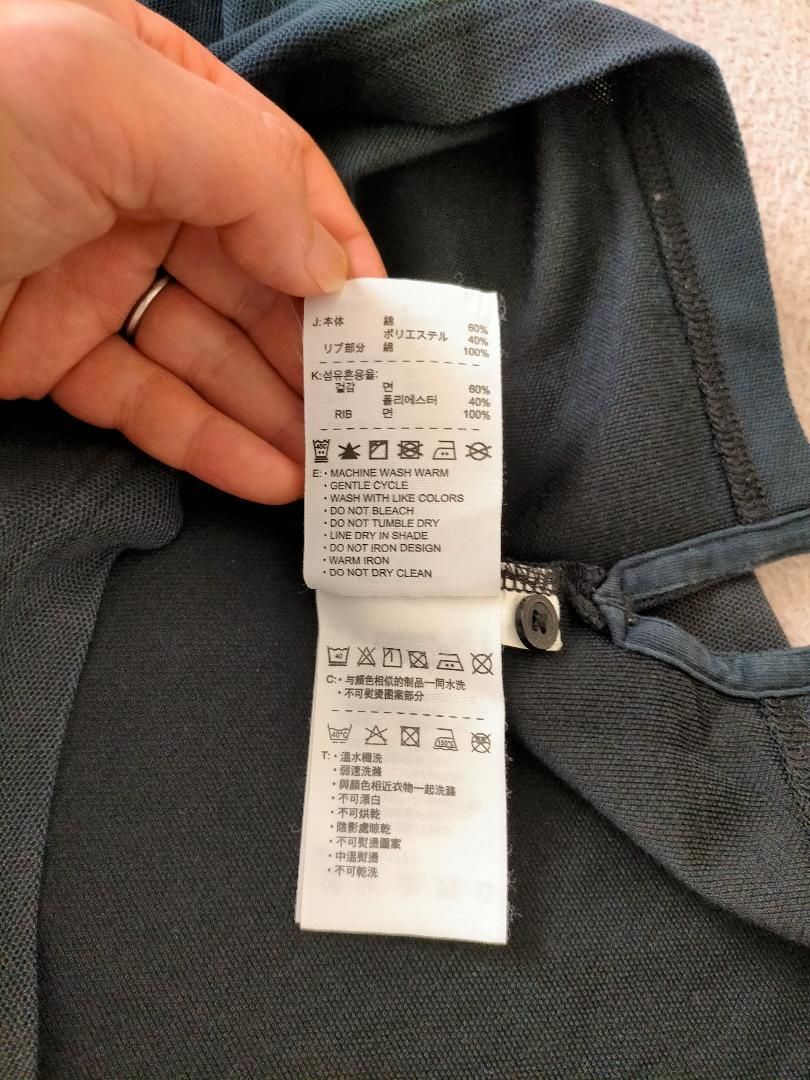 J:本体 綿 60%
ポリエステル 40%
リブ部分 綿 100%
K:섬유혼용율:
겉감 면 60%
폴리에스터 40%
RIB 면 100%
E:・MACHINE WASH WARM
・GENTLE CYCLE
・WASH WITH LIKE COLORS
・DO NOT BLEACH
・DO NOT TUMBLE DRY
・LINE DRY IN SHADE
・DO NOT IRON DESIGN
・WARM IRON
・DO NOT DRY CLEAN
40
C:・与颜色相似的制品一同水洗
・不可熨烫图案部分
40°C 150°C
T:・溫水機洗
・弱速洗滌
・與顏色相近衣物一起洗滌
・不可漂白
・不可烘乾
・陰影處晾乾
・不可熨燙圖案
・中溫熨燙
・不可乾洗